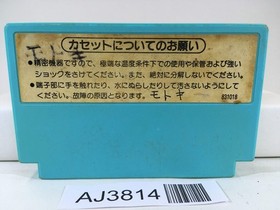 モトキ
カセットについてのお願い
●精密機器ですので、極端な温度条件下での使用や保管および強い
ショックをさけてください。また、絶対に分解しないでください。
●端子部に手を触れたり、水にぬらしたりして汚さないようにして
ください。故障の原因となります。モトキ
831018
AJ3814